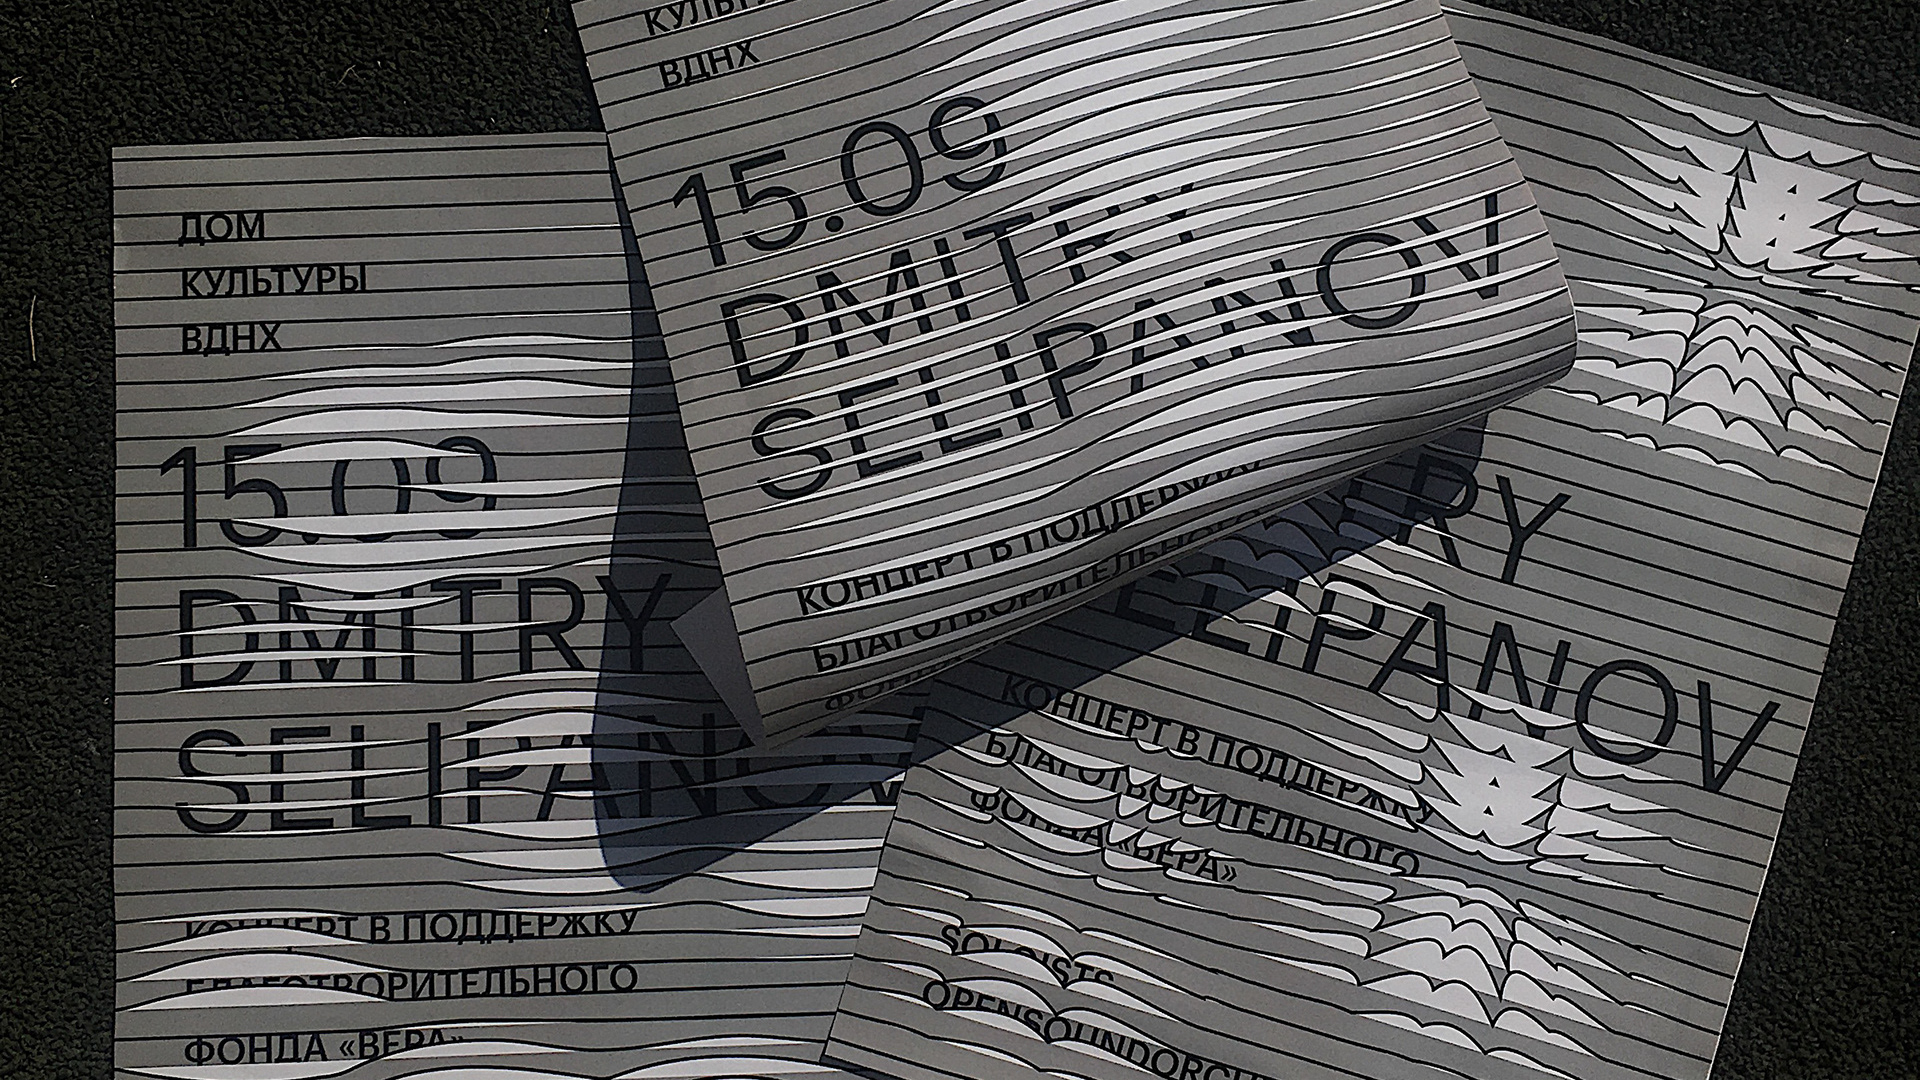 ДОМ
КУЛЬТУРЫ
ВДНХ
15.09
DMITRY
SELIPANOV
КОНЦЕРТ В ПОДДЕРЖКУ
БЛАГОТВОРИТЕЛЬНОГО
ФОНДА «ВЕРА»
ВДНХ
15.09
DMITRY
SELIPANOV
КОНЦЕРТ В ПОДДЕРЖКУ
БЛАГОТВОРИТЕЛЬНОГО
SELIPANOV
КОНЦЕРТ В ПОДДЕРЖКУ
БЛАГОТВОРИТЕЛЬНОГО
ФОНДА «ВЕРА»
SOLOISTS